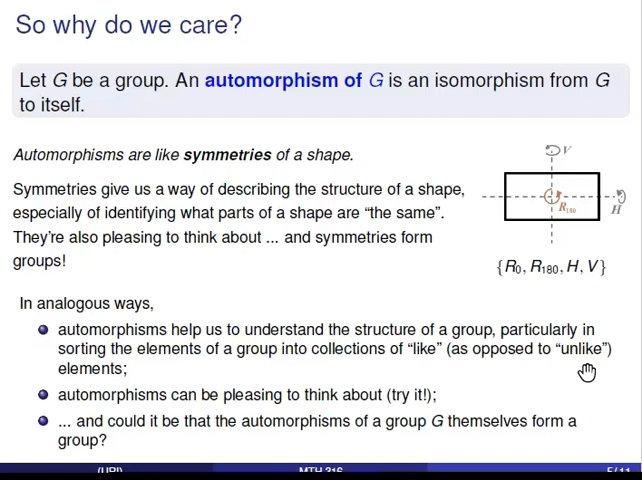 So why do we care?
Let G be a group. An automorphism of G is an isomorphism from G
to itself.
Automorphisms are like symmetries of a shape.
Symmetries give us a way of describing the structure of a shape,
especially of identifying what parts of a shape are “the same”.
They're also pleasing to think about ... and symmetries form
groups!
V
R₁₈₀
H
{R₀, R₁₈₀, H, V}
In analogous ways,
automorphisms help us to understand the structure of a group, particularly in
sorting the elements of a group into collections of “like” (as opposed to “unlike”)
elements;
automorphisms can be pleasing to think about (try it!);
... and could it be that the automorphisms of a group G themselves form a
group?
(URI) MTH 316 5/11